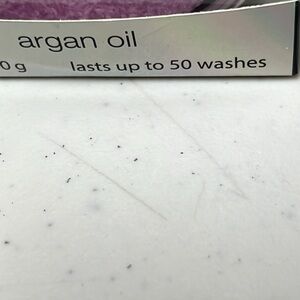 argan oil
0 g lasts up to 50 washes